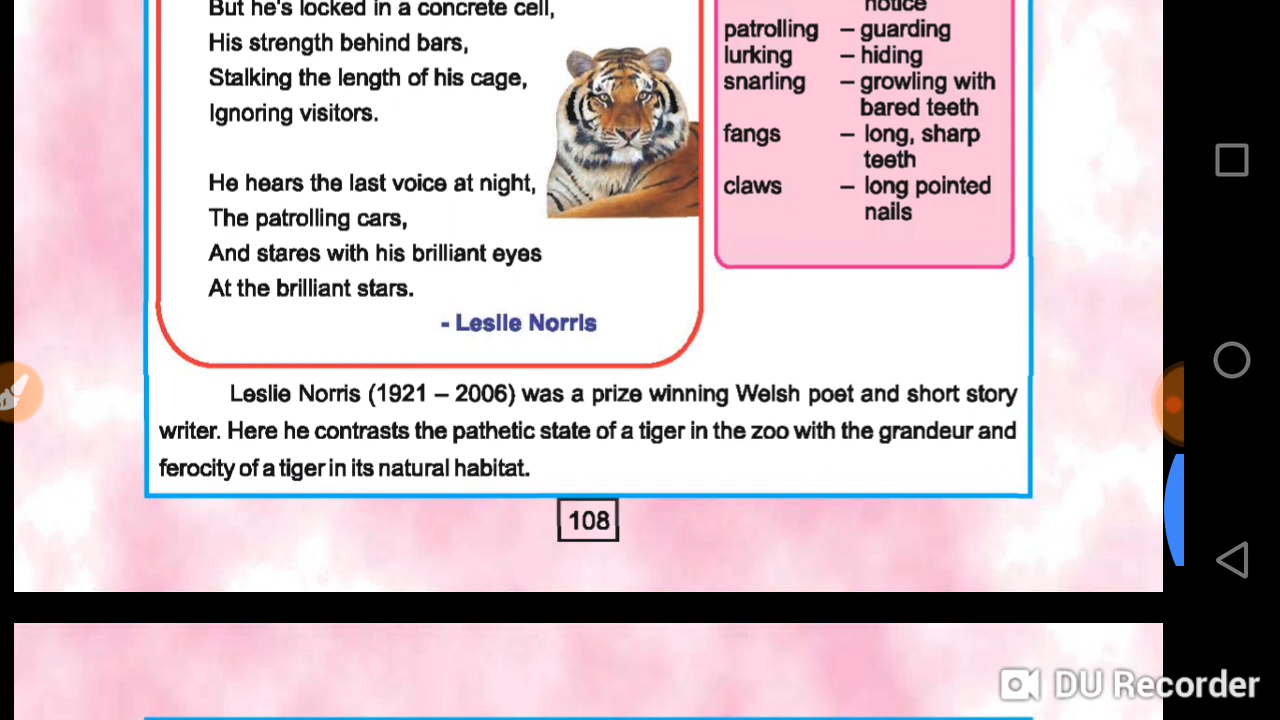 But he's locked in a concrete cell,
His strength behind bars,
Stalking the length of his cage,
Ignoring visitors.
He hears the last voice at night,
The patrolling cars,
And stares with his brilliant eyes
At the brilliant stars.
- Leslie Norris
notice
patrolling – guarding
lurking – hiding
snarling – growling with
bared teeth
fangs – long, sharp
teeth
claws – long pointed
nails
Leslie Norris (1921 – 2006) was a prize winning Welsh poet and short story
writer. Here he contrasts the pathetic state of a tiger in the zoo with the grandeur and
ferocity of a tiger in its natural habitat.
108
DU Recorder